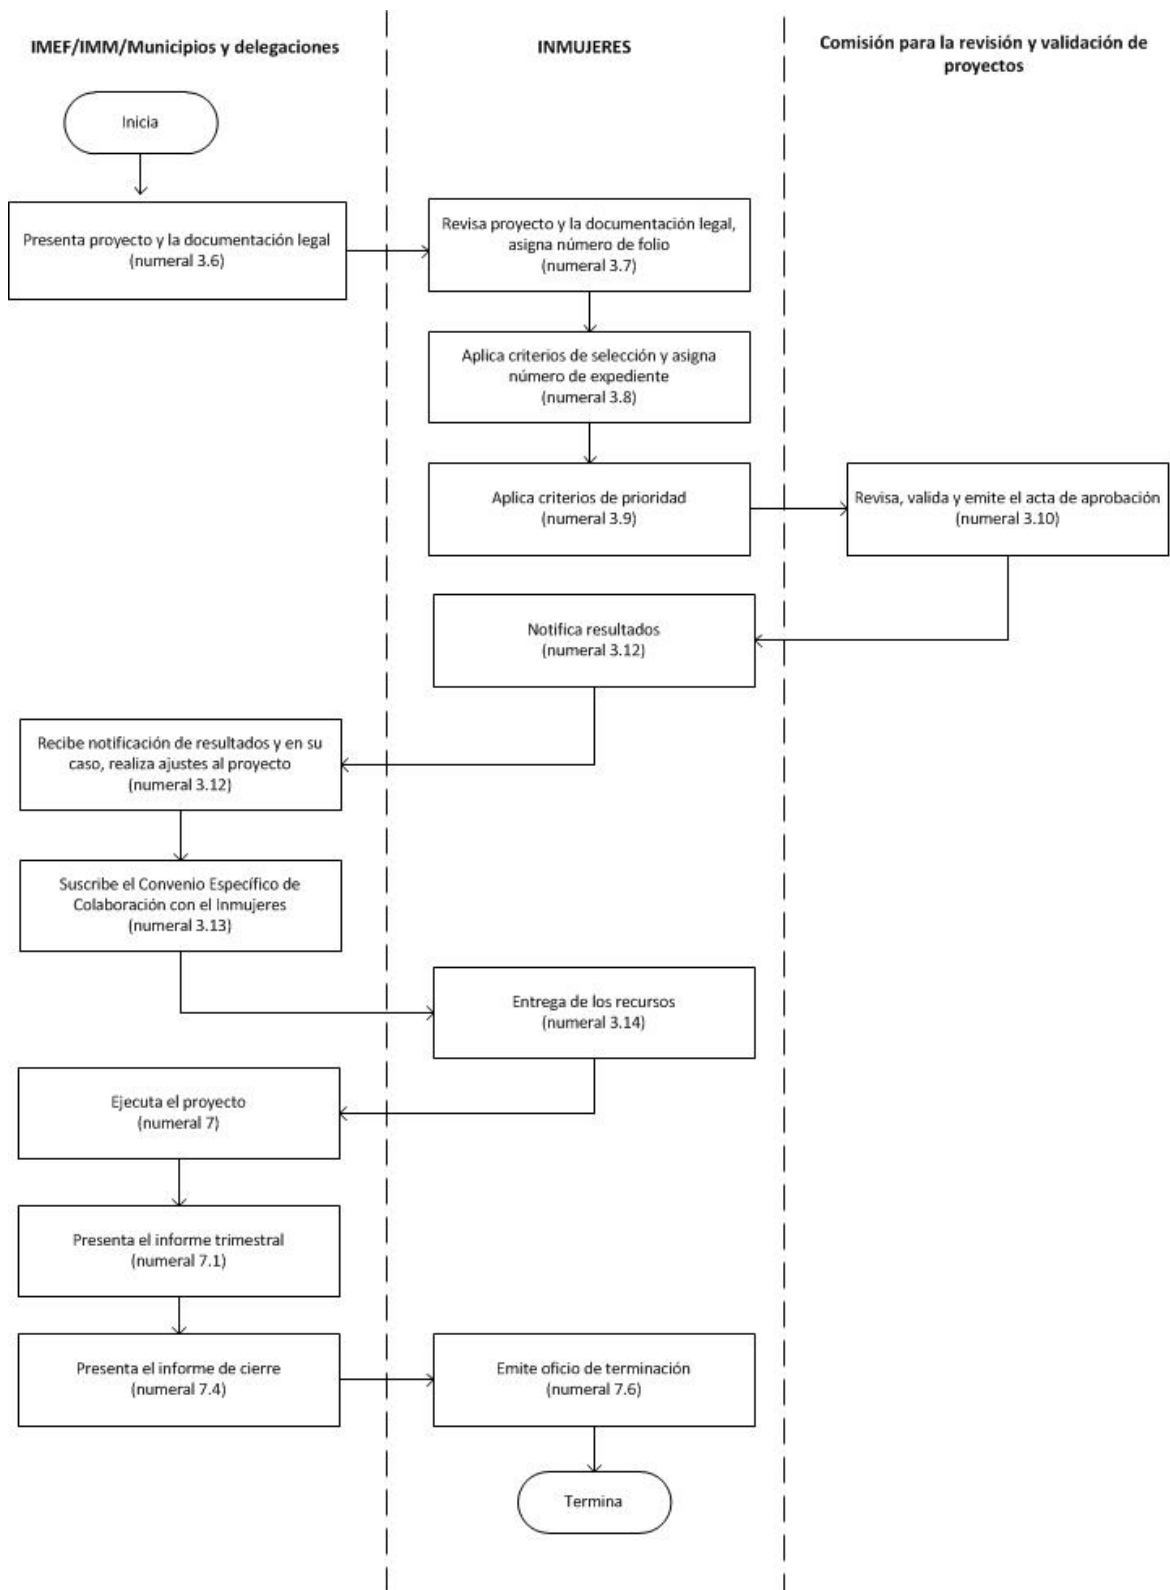 IMEF/IMM/Municipios y delegaciones
INMUJERES
Comisión para la revisión y validación de
proyectos
Inicia
Presenta proyecto y la documentación legal
(numeral 3.6)
Revisa proyecto y la documentación legal,
asigna número de folio
(numeral 3.7)
Aplica criterios de selección y asigna
número de expediente
(numeral 3.8)
Aplica criterios de prioridad
(numeral 3.9)
Revisa, valida y emite el acta de aprobación
(numeral 3.10)
Notifica resultados
(numeral 3.12)
Recibe notificación de resultados y en su
caso, realiza ajustes al proyecto
(numeral 3.12)
Suscribe el Convenio Específico de
Colaboración con el Inmujeres
(numeral 3.13)
Entrega de los recursos
(numeral 3.14)
Ejecuta el proyecto
(numeral 7)
Presenta el informe trimestral
(numeral 7.1)
Presenta el informe de cierre
(numeral 7.4)
Emite oficio de terminación
(numeral 7.6)
Termina